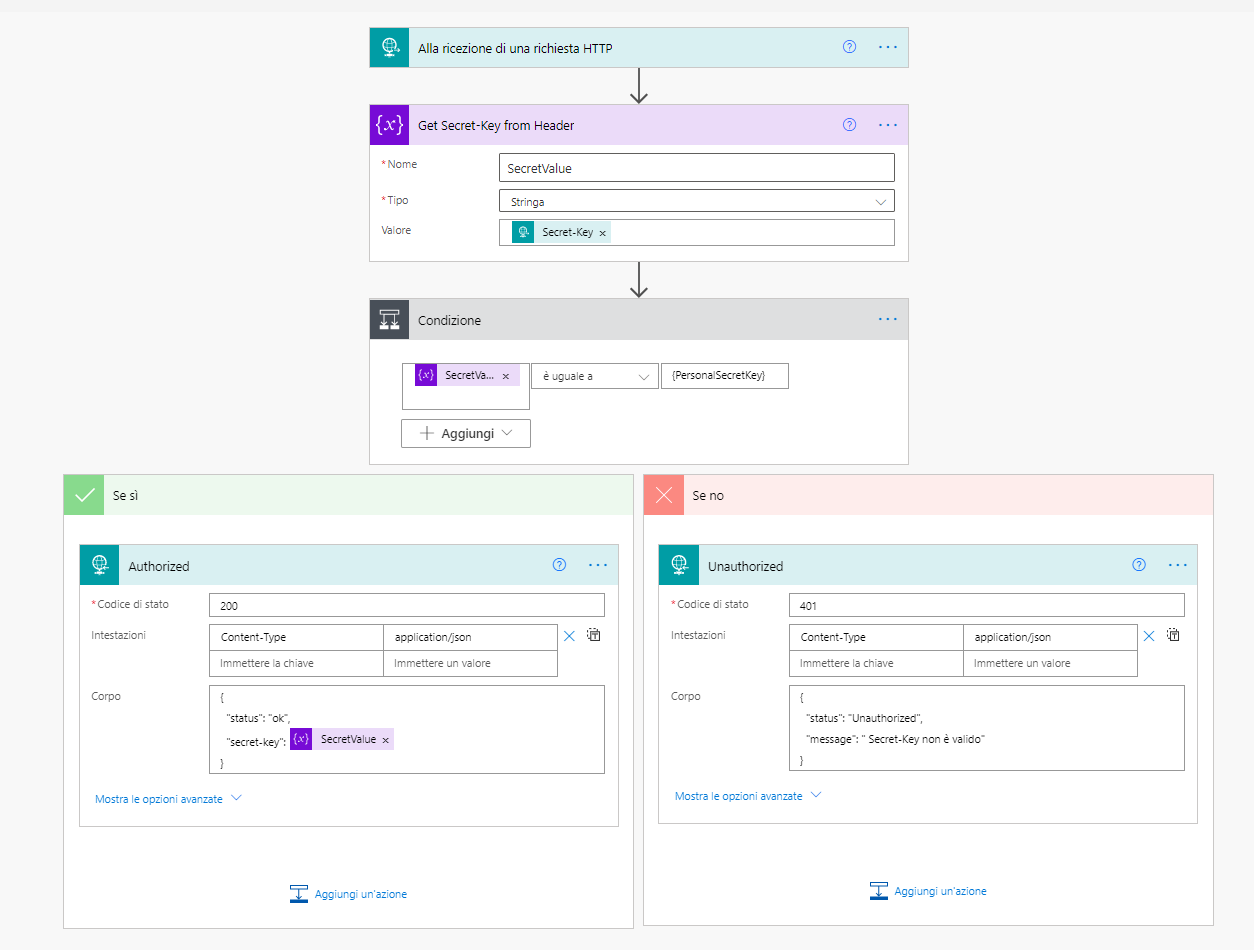 Alla ricezione di una richiesta HTTP
{x} Get Secret-Key from Header
*Nome
SecretValue
*Tipo
Stringa
Valore
Secret-Key ×
Condizione
{x} SecretVa... ×
è uguale a
{PersonalSecretKey}
Aggiungi
Se sì
Authorized
*Codice di stato
200
Intestazioni
Content-Type
application/json
Immettere la chiave
Immettere un valore
Corpo
{
"status": "ok",
"secret-key": {x} SecretValue ×
}
Mostra le opzioni avanzate
Aggiungi un'azione
Se no
Unauthorized
*Codice di stato
401
Intestazioni
Content-Type
application/json
Immettere la chiave
Immettere un valore
Corpo
{
"status": "Unauthorized",
"message": " Secret-Key non è valido"
}
Mostra le opzioni avanzate
Aggiungi un'azione